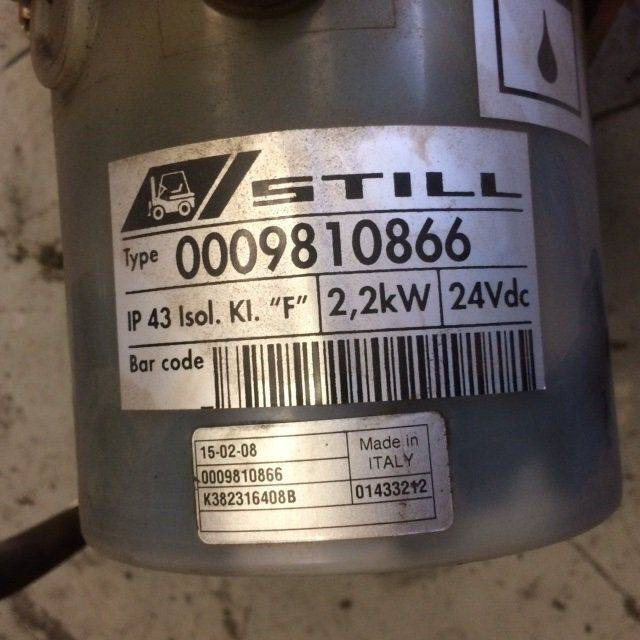 STILL
Type 0009810866
IP 43 Isol. Kl. "F" 2,2kW 24Vdc
Bar code
15-02-08 Made in
ITALY
0009810866
K382316408B 01433212